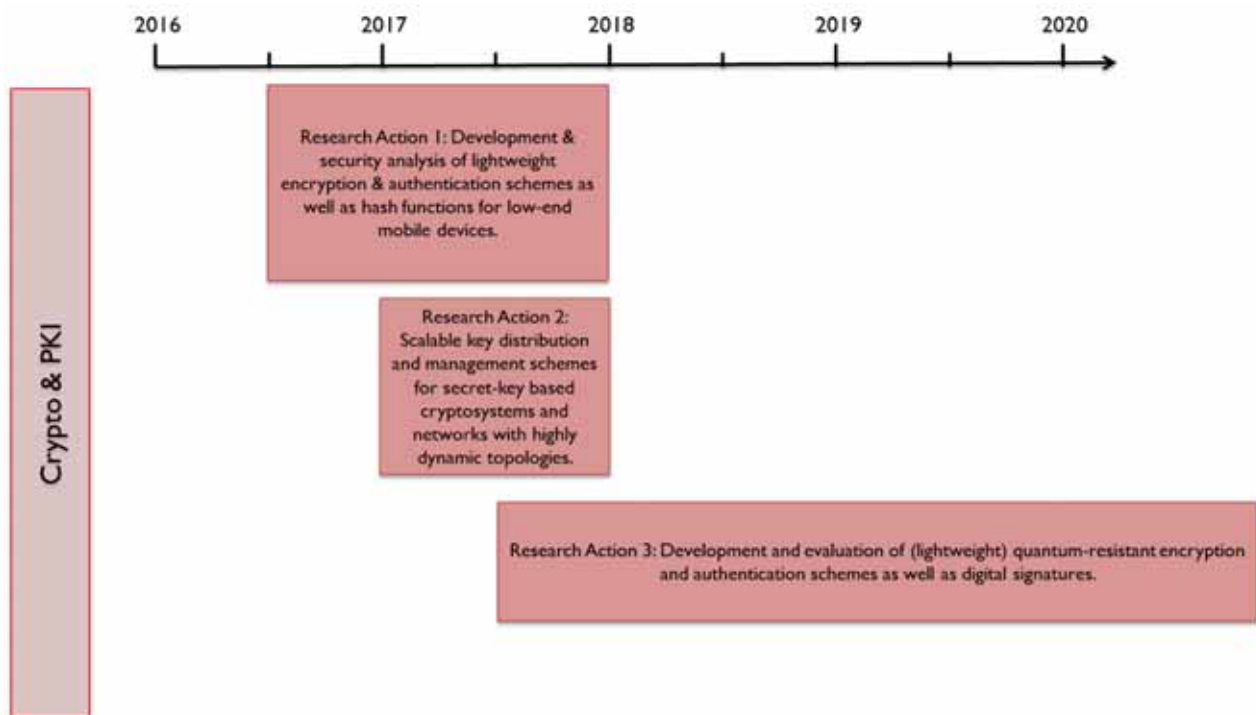 2016 2017 2018 2019 2020
Crypto & PKI
Research Action 1: Development &
security analysis of lightweight
encryption & authentication schemes as
well as hash functions for low-end
mobile devices.
Research Action 2:
Scalable key distribution
and management schemes
for secret-key based
cryptosystems and
networks with highly
dynamic topologies.
Research Action 3: Development and evaluation of (lightweight) quantum-resistant encryption
and authentication schemes as well as digital signatures.